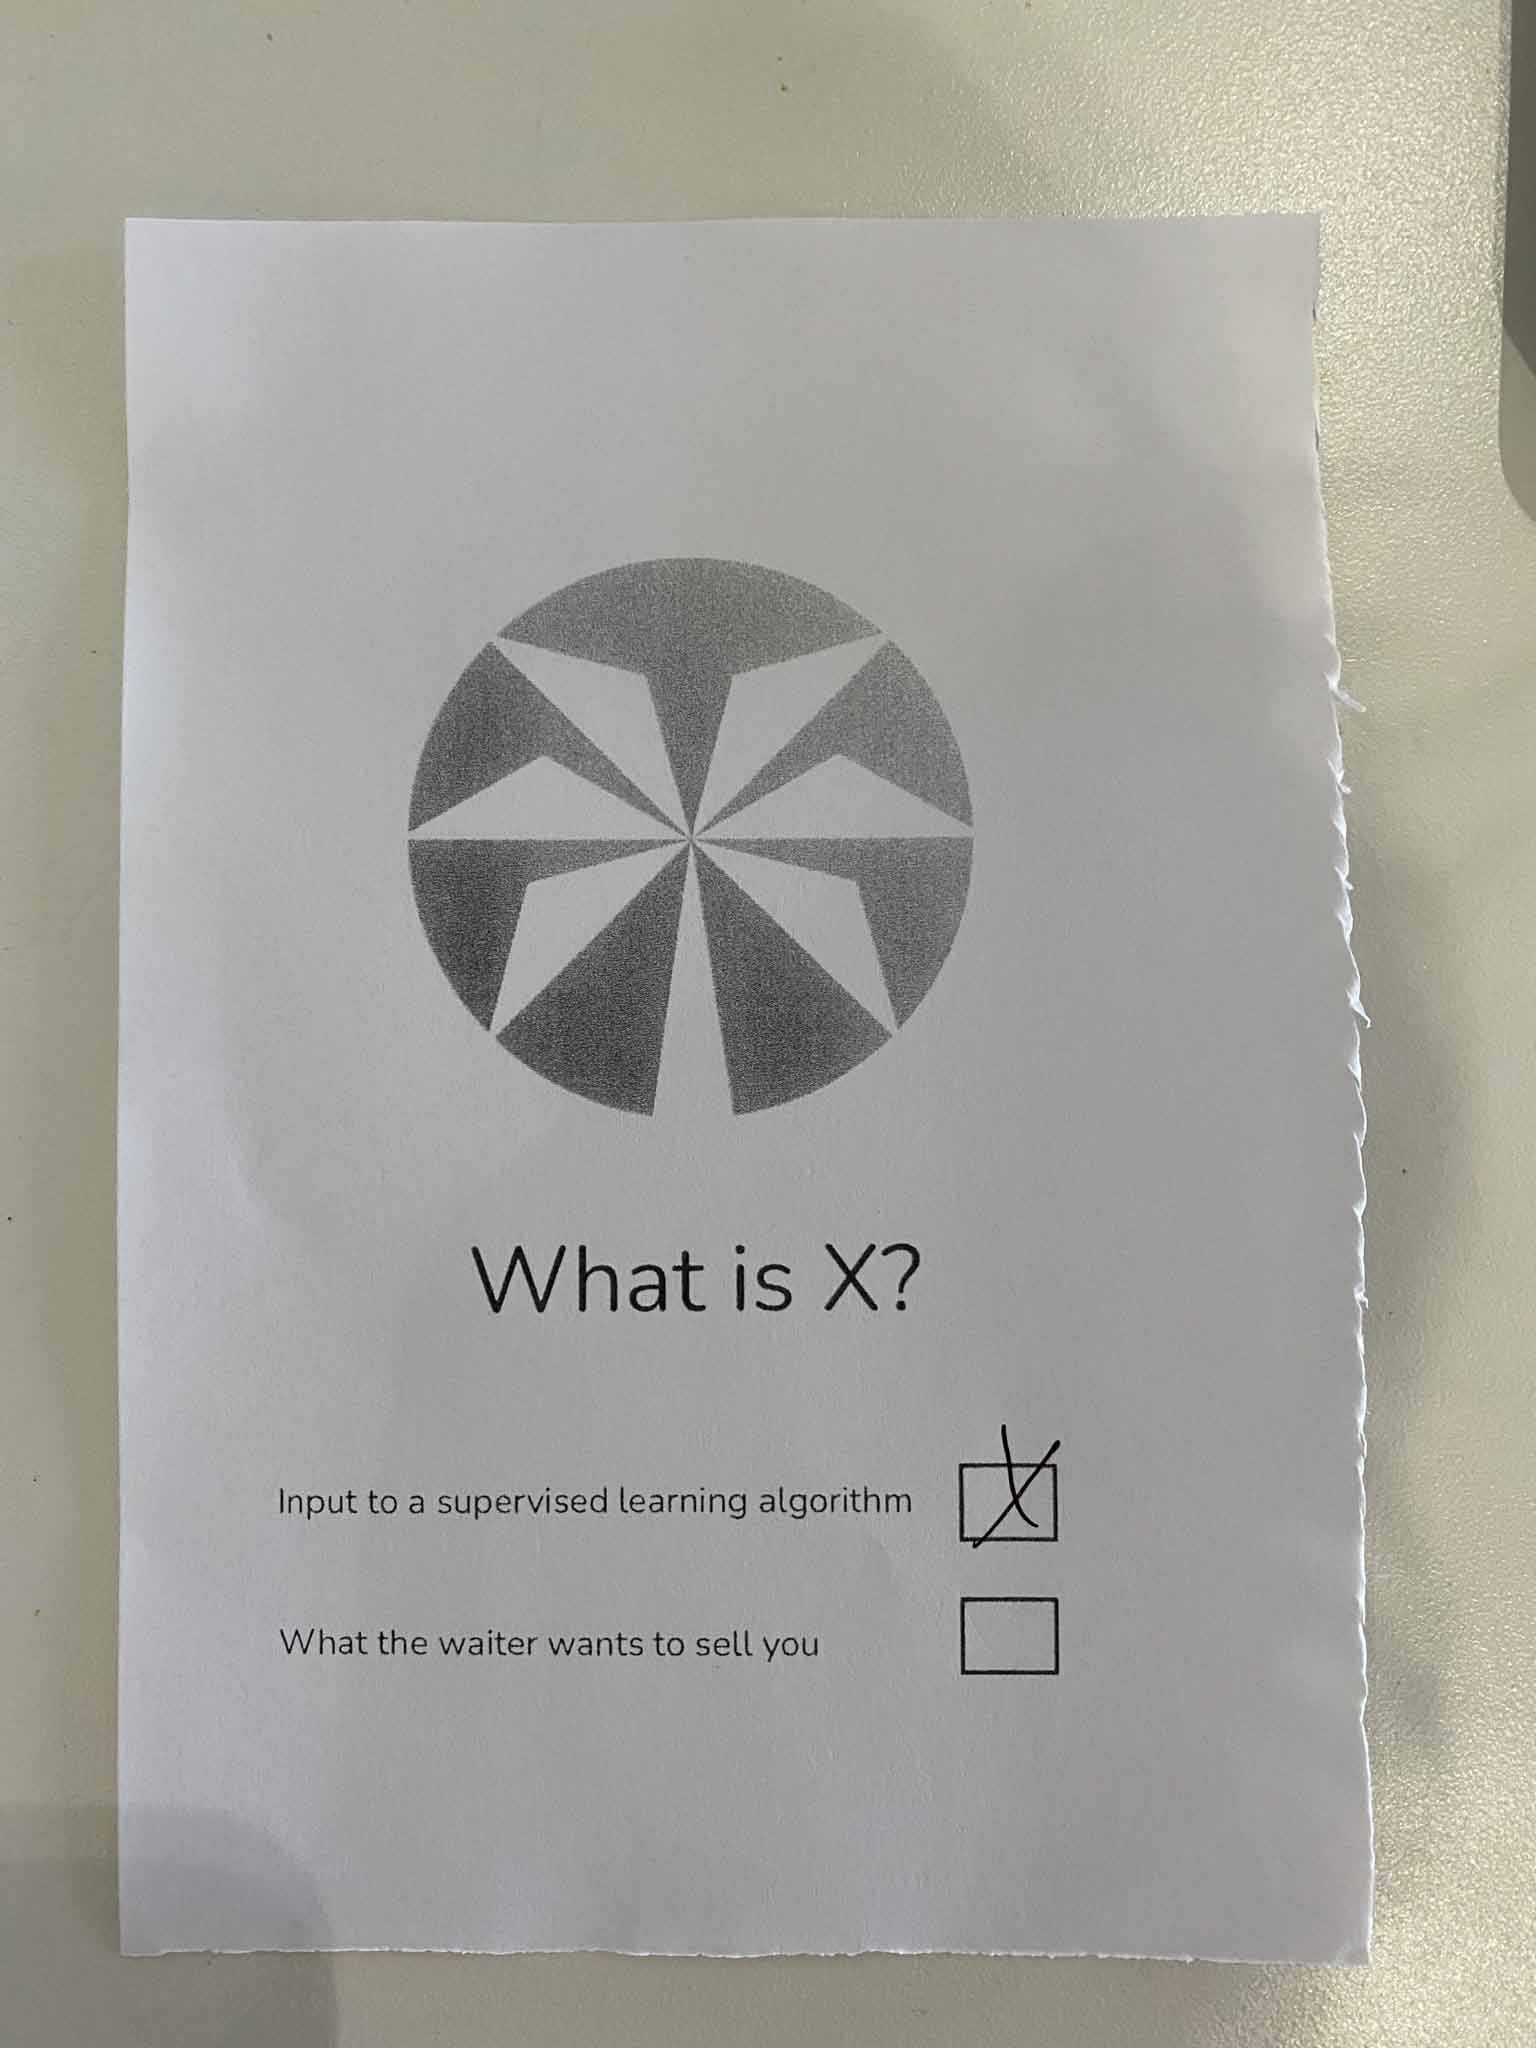 What is X?
Input to a supervised learning algorithm X
What the waiter wants to sell you